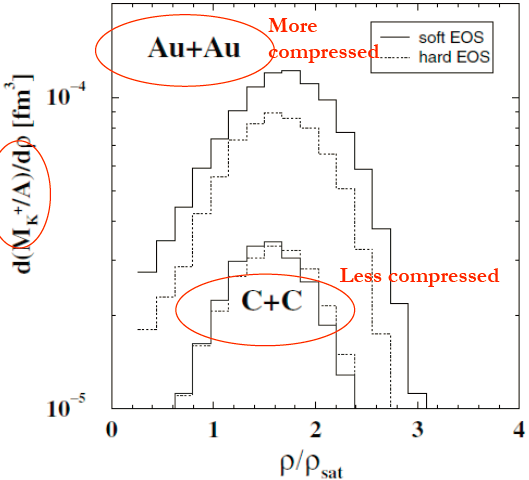 Au+Au
More
compressed
soft EOS
hard EOS
d(M_K⁺/A)/dρ [fm³]
10⁻⁴
Less compressed
C+C
10⁻⁵
0
1
2
3
4
ρ/ρ_sat